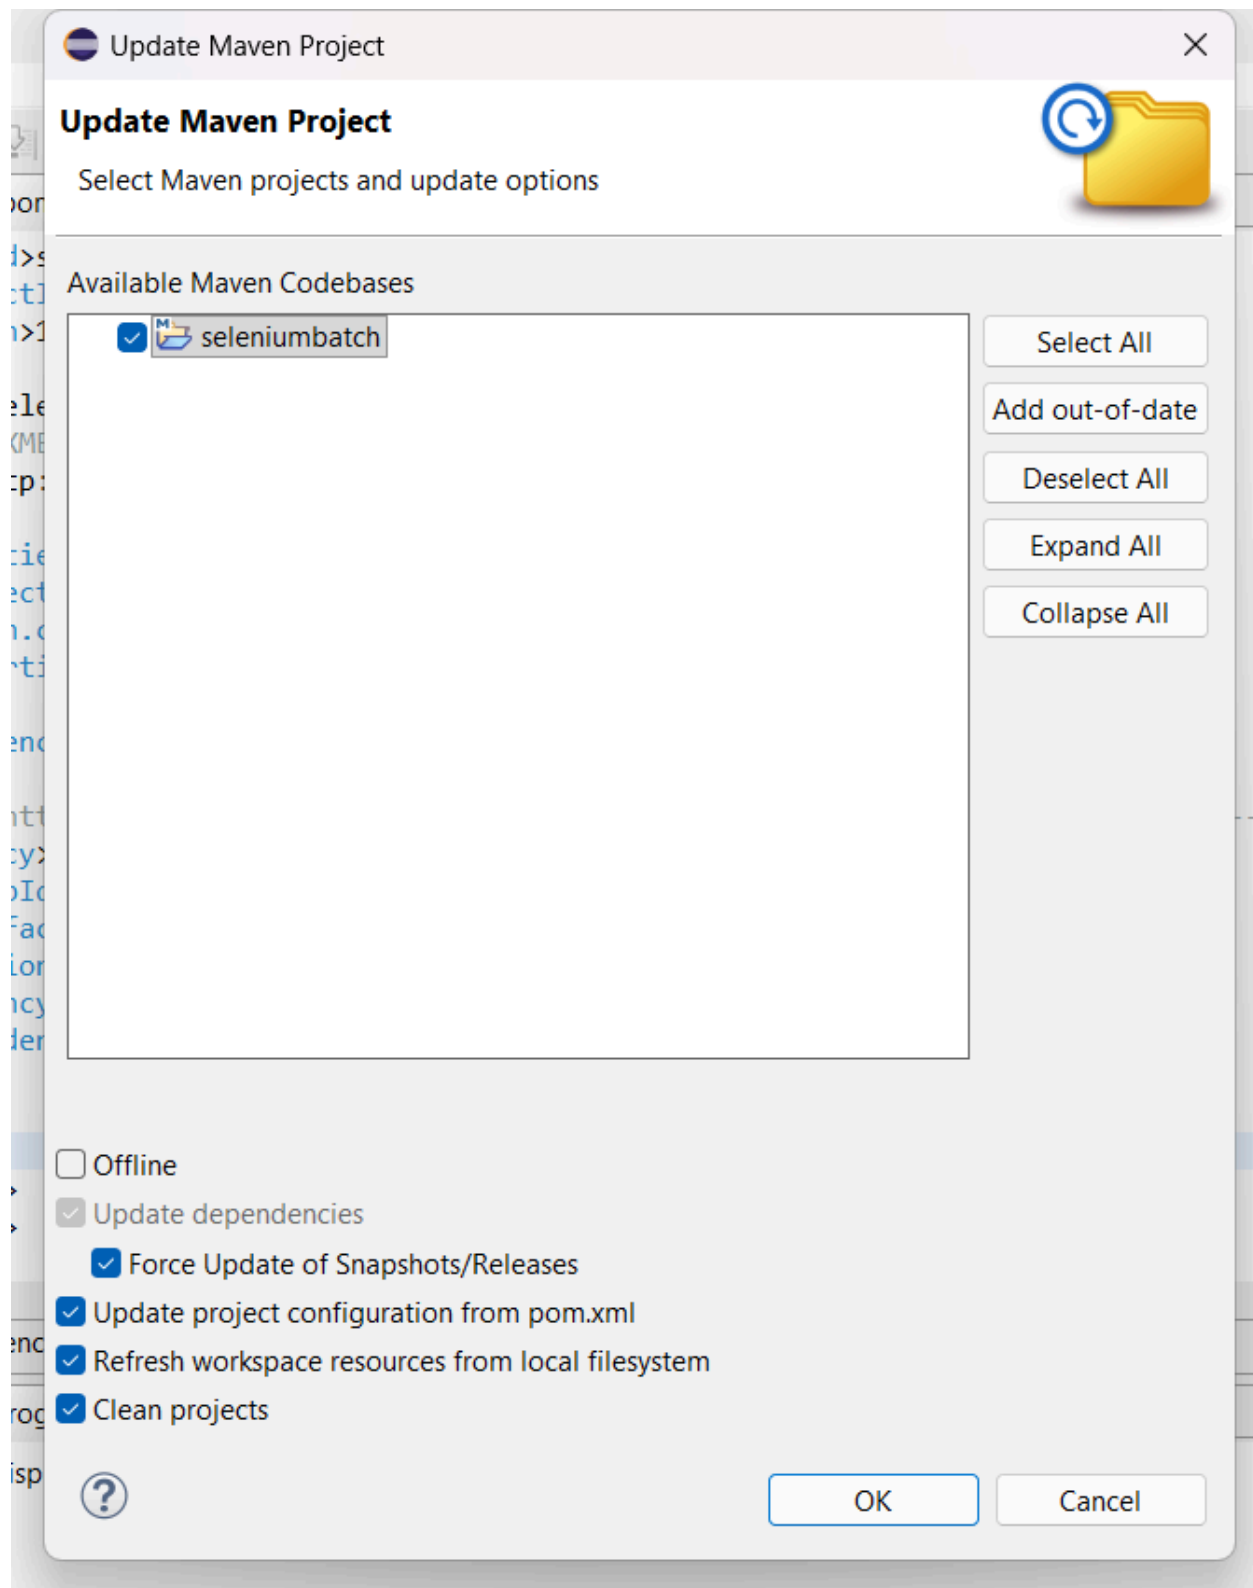 Update Maven Project
Update Maven Project
Select Maven projects and update options
Available Maven Codebases
seleniumbatch
Select All
Add out-of-date
Deselect All
Expand All
Collapse All
Offline
Update dependencies
Force Update of Snapshots/Releases
Update project configuration from pom.xml
Refresh workspace resources from local filesystem
Clean projects
?
OK
Cancel